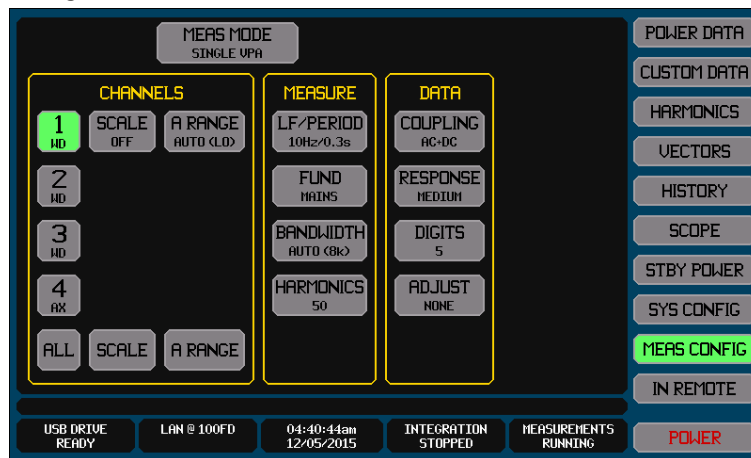 MEAS MODE
SINGLE VPA
CHANNELS
1
WD
SCALE
OFF
A RANGE
AUTO (LO)
2
WD
3
WD
4
AX
ALL
SCALE
A RANGE
MEASURE
LF/PERIOD
10Hz/0.3s
FUND
MAINS
BANDWIDTH
AUTO (8k)
HARMONICS
50
DATA
COUPLING
AC+DC
RESPONSE
MEDIUM
DIGITS
5
ADJUST
NONE
POWER DATA
CUSTOM DATA
HARMONICS
VECTORS
HISTORY
SCOPE
STBY POWER
SYS CONFIG
MEAS CONFIG
IN REMOTE
POWER
USB DRIVE
READY
LAN @ 100FD
04:40:44am
12/05/2015
INTEGRATION
STOPPED
MEASUREMENTS
RUNNING